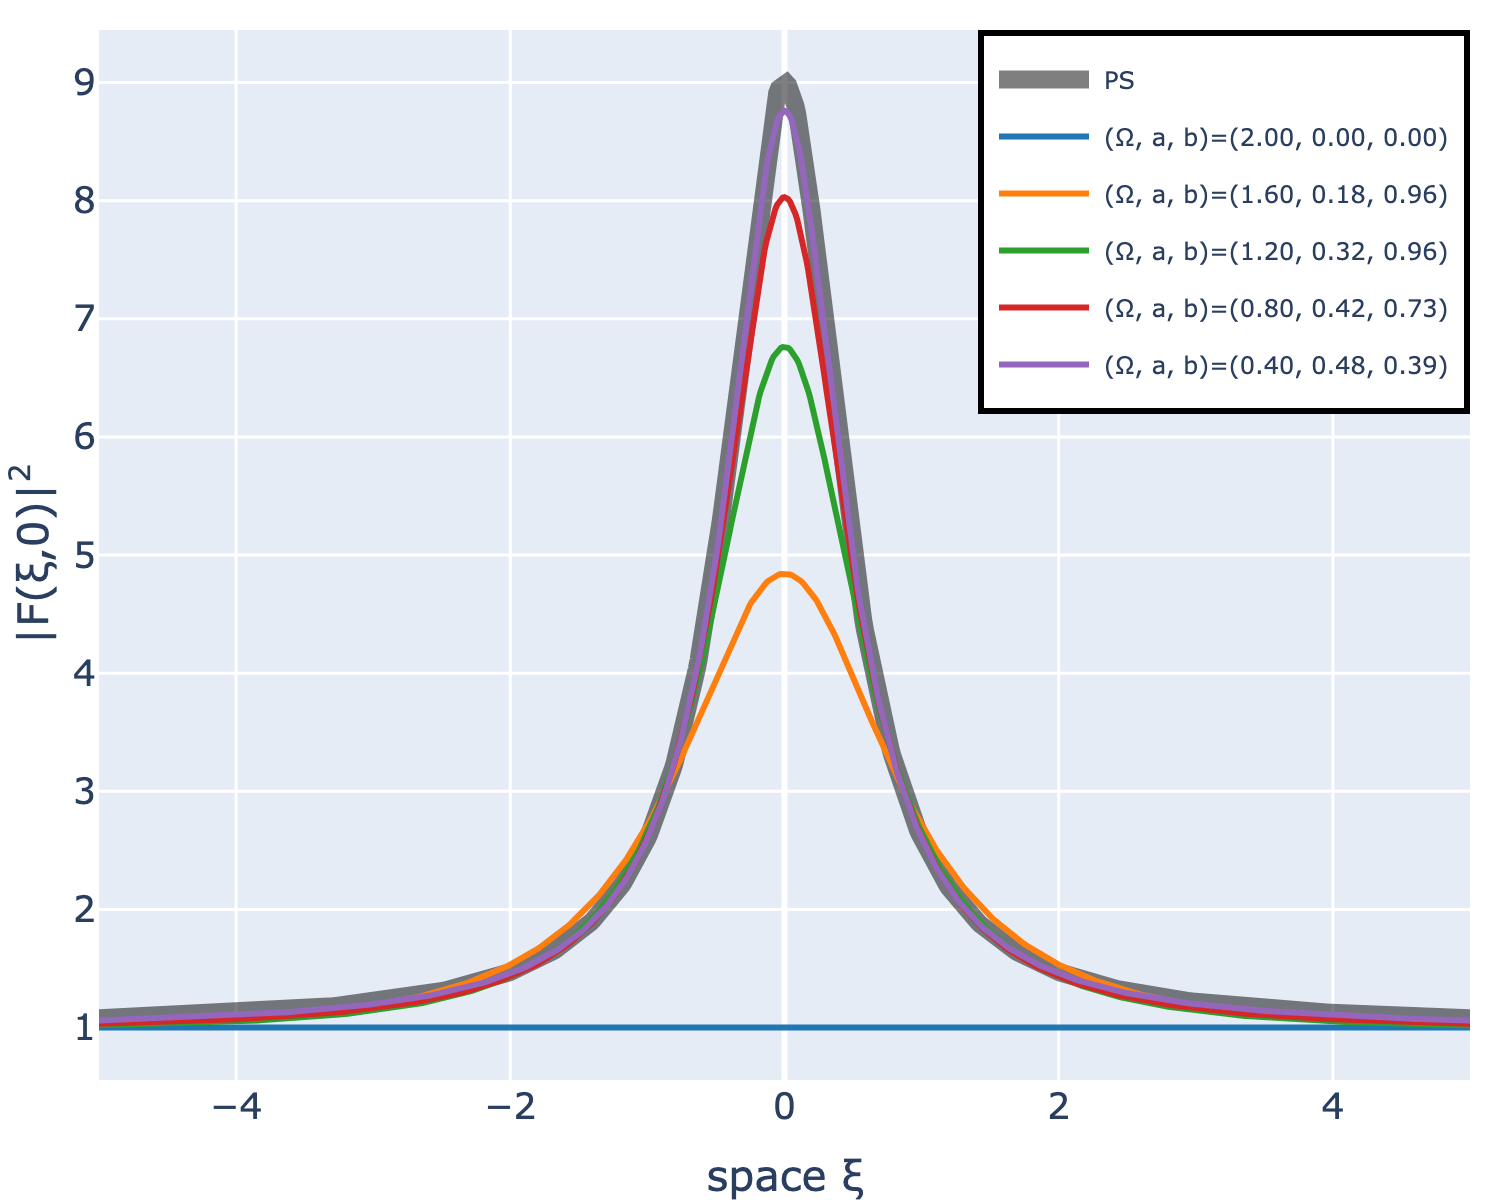 PS
(Ω, a, b)=(2.00, 0.00, 0.00)
(Ω, a, b)=(1.60, 0.18, 0.96)
(Ω, a, b)=(1.20, 0.32, 0.96)
(Ω, a, b)=(0.80, 0.42, 0.73)
(Ω, a, b)=(0.40, 0.48, 0.39)
|F(ξ,0)|²
9
8
7
6
5
4
3
2
1
−4 −2 0 2 4
space ξ